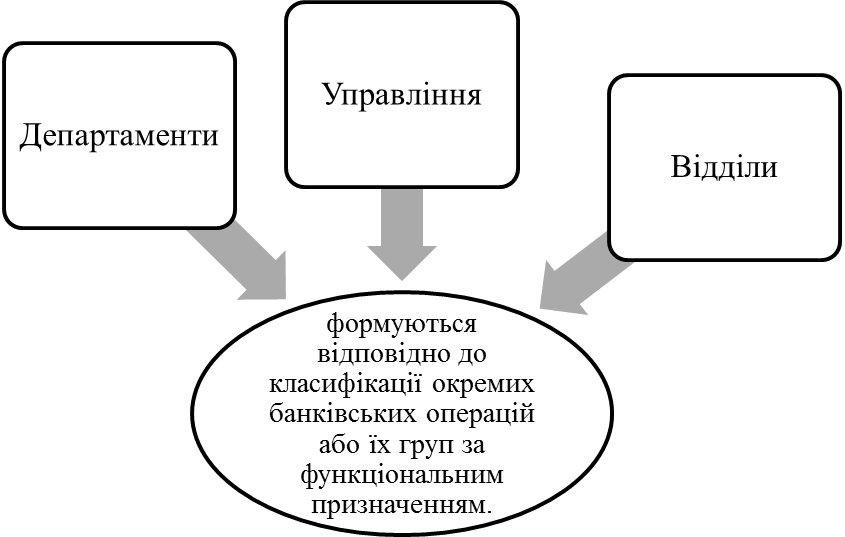 Департаменти
Управління
Відділи
формуються
відповідно до
класифікації окремих
банківських операцій
або їх груп за
функціональним
призначенням.